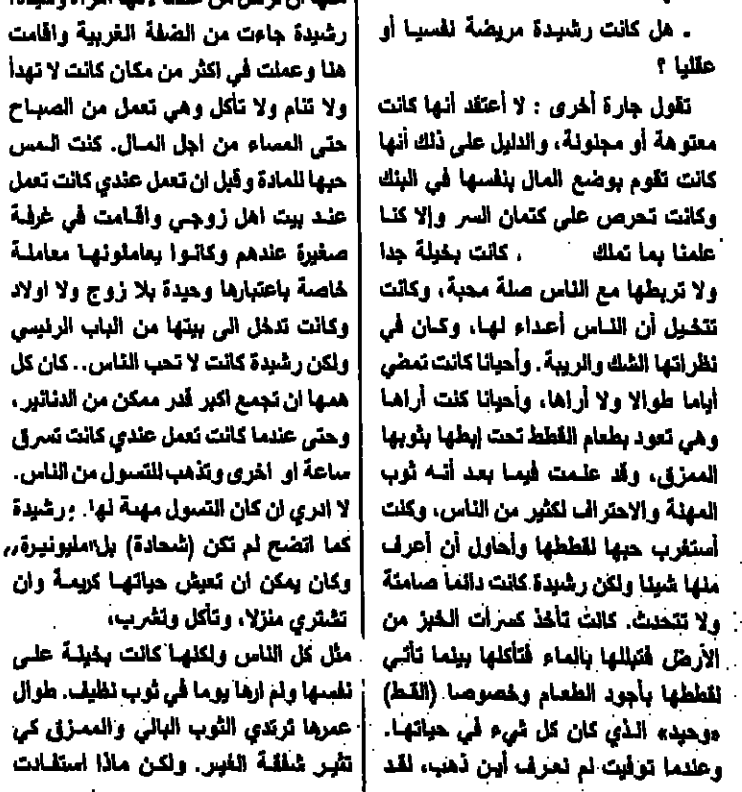 . هل كانت رشيدة مريضة نفسيا أو
عقليا ؟
تقول جارة أخرى : لا أعتقد أنها كانت
معتوهة أو مجنونة، والدليل على ذلك أنها
كانت تقوم بوضع المال بنفسها في البنك
وكانت تحرص على كتمان السر وإلا كنا
علمنا بما تملك . كانت بخيلة جدا
ولا تربطها مع الناس صلة محبة، وكانت
تتخيل أن الناس أعداء لها، وكان في
نظراتها الشك والريبة. وأحيانا كانت تمضي
أياما طوالا ولا أراها، وأحيانا كنت أراها
وهي تعود بطعام القطط تحت إبطها بثوبها
الممزق، وقد علمت فيما بعد أنه ثوب
المهنة والاحتراف لكثير من الناس، وكنت
أستغرب حبها لقططها وأحاول أن أعرف
منها شيئا ولكن رشيدة كانت دائما صامتة
ولا تتحدث. كانت تأخذ كسرات الخبز من
الأرض فتبللها بالماء فتأكلها بينما تأتي
لقططها بأجود الطعام وخصوصا (القط)
«وحيد» الذي كان كل شيء في حياتها.
وعندما توفيت لم نعرف أين ذهب، لقد
رشيدة جاءت من الضفة الغربية واقامت
هنا وعملت في اكثر من مكان كانت لا تهدأ
ولا تنام ولا تأكل وهي تعمل من الصباح
حتى المساء من اجل المال. كنت المس
حبها للمادة وقبل ان تعمل عندي كانت تعمل
عند بيت اهل زوجي واقامت في غرفة
صغيرة عندهم وكانوا يعاملونها معاملة
خاصة باعتبارها وحيدة بلا زوج ولا اولاد
وكانت تدخل الى بيتها من الباب الرئيسي
ولكن رشيدة كانت لا تحب الناس.. كان كل
همها ان تجمع اكبر قدر ممكن من الدنانير،
وحتى عندما كانت تعمل عندي كانت تسرق
ساعة او اخرى وتذهب للتسول من الناس.
لا ادري ان كان التسول مهنة لها. رشيدة
كما اتضح لم تكن (شحادة) بل «مليونيرة»
وكان يمكن ان تعيش حياتها كريمة وان
تشتري منزلا، وتأكل وتشرب،
مثل كل الناس ولكنها كانت بخيلة على
نفسها ولم ارها يوما في ثوب نظيف. طوال
عمرها ترتدي الثوب البالي والممزق كي
تثير شفقة الغير. ولكن ماذا استفادت